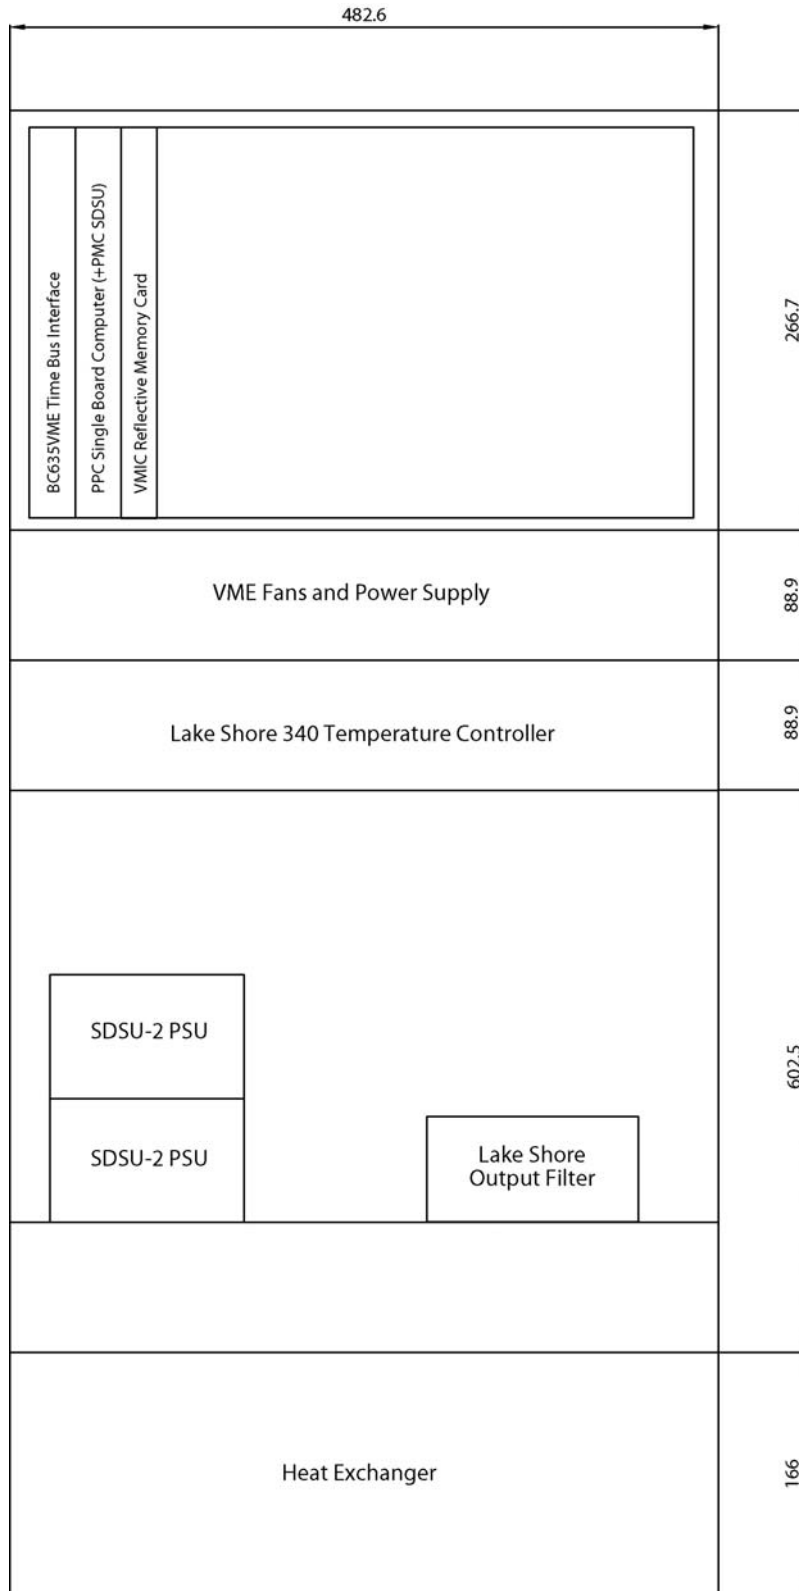 482.6
BC635VME Time Bus Interface
PPC Single Board Computer (+PMC SDSU)
VMIC Reflective Memory Card
266.7
VME Fans and Power Supply
88.9
Lake Shore 340 Temperature Controller
88.9
SDSU-2 PSU
602.5
SDSU-2 PSU
Lake Shore
Output Filter
Heat Exchanger
166